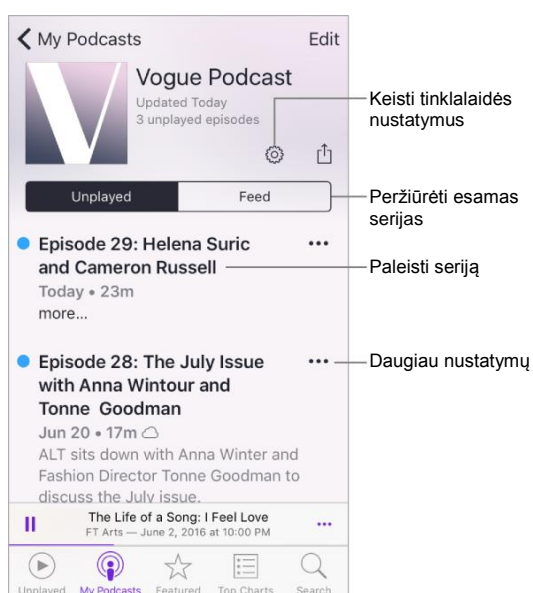 My Podcasts Edit
Vogue Podcast
Updated Today
3 unplayed episodes
Keisti tinklalaidės
nustatymus
Unplayed Feed
Peržiūrėti esamas
serijas
Episode 29: Helena Suric
and Cameron Russell
Paleisti seriją
Today • 23m
more...
Episode 28: The July Issue
with Anna Wintour and
Tonne Goodman
Daugiau nustatymų
Jun 20 • 17m
ALT sits down with Anna Winter and
Fashion Director Tonne Goodman to
discuss the July issue.
The Life of a Song: I Feel Love
FT Arts — June 2, 2016 at 10:00 PM
Unplayed My Podcasts Featured Top Charts Search